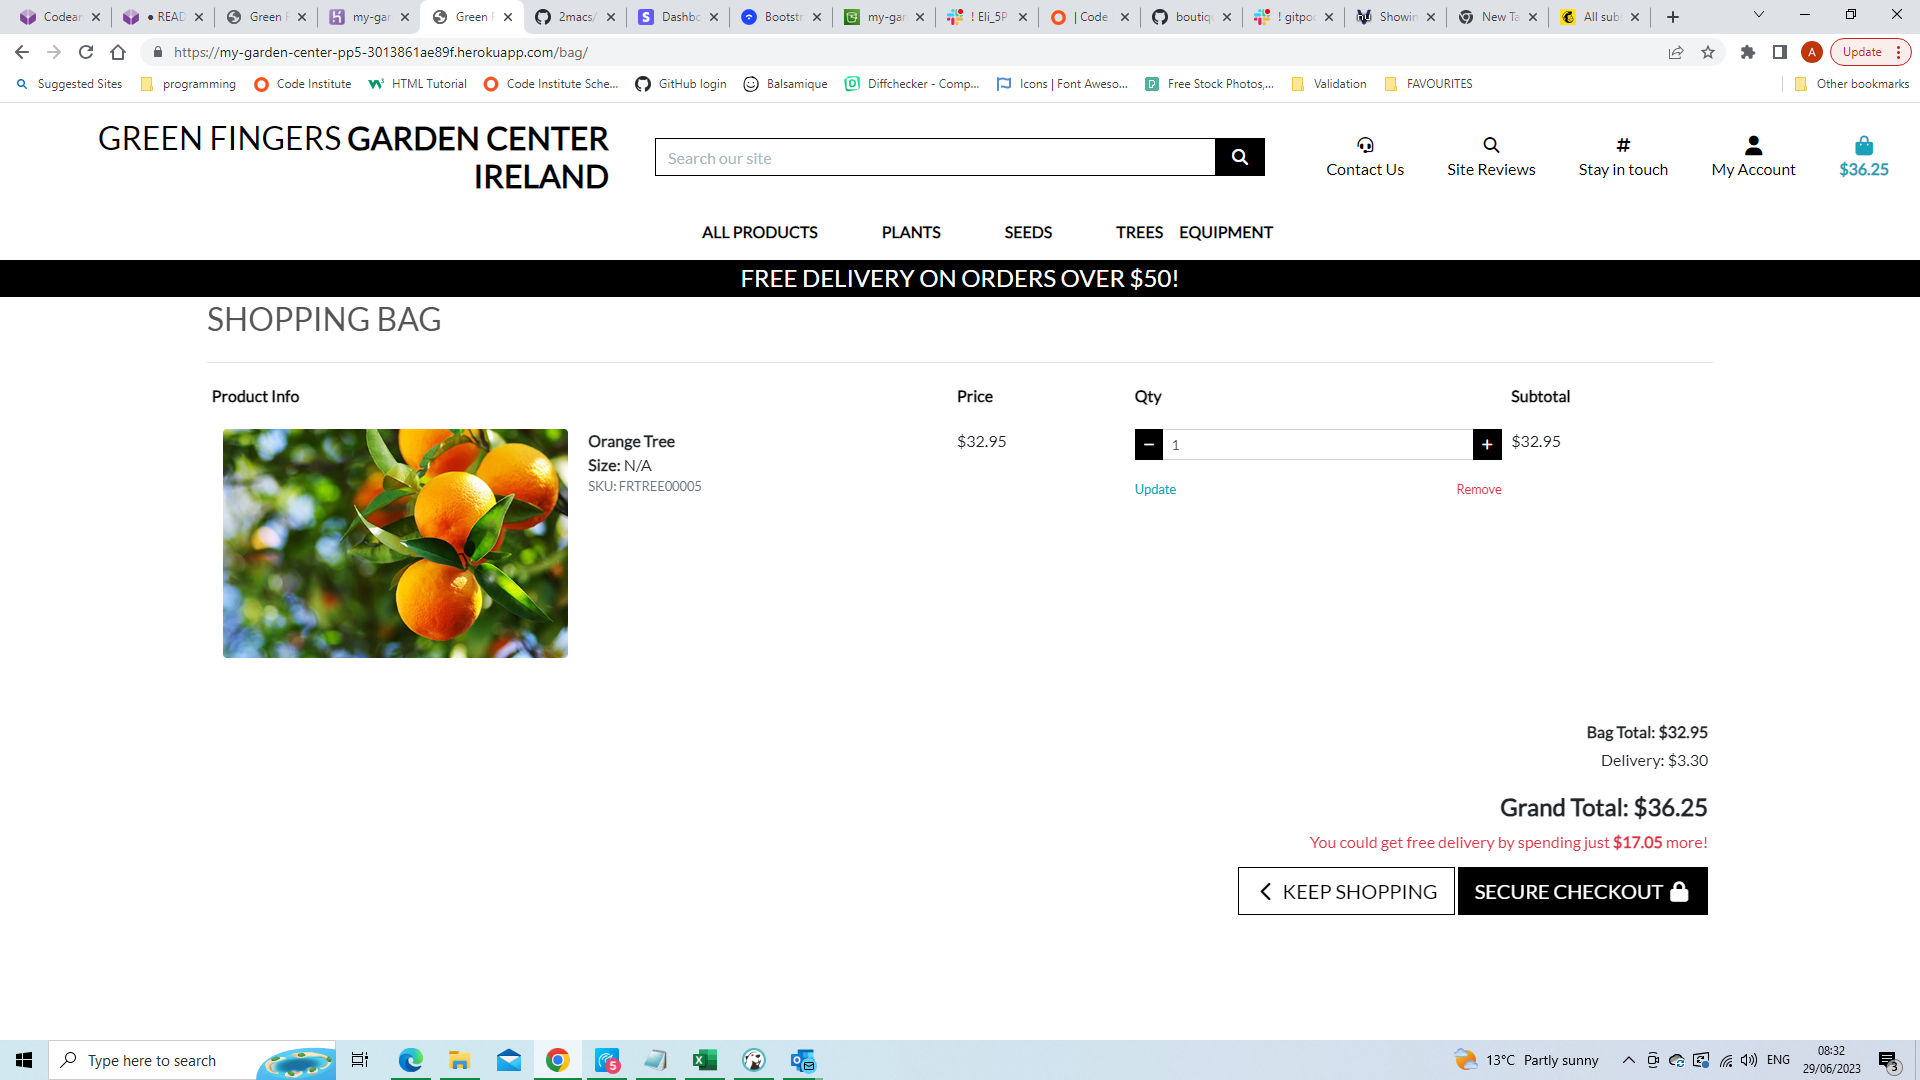 Codean
● READ
Green F
my-gar
Green F
2macs/
Dashbo
Bootstr
my-gar
! Eli_5P
| Code
boutiq
! gitpo
Showin
New Ta
All sub
https://my-garden-center-pp5-3013861ae89f.herokuapp.com/bag/
A
Update
Suggested Sites
programming
Code Institute
HTML Tutorial
Code Institute Sche...
GitHub login
Balsamique
Diffchecker - Comp...
Icons | Font Aweso...
Free Stock Photos,...
Validation
FAVOURITES
Other bookmarks
GREEN FINGERS GARDEN CENTER
IRELAND
Search our site
Contact Us
Site Reviews
Stay in touch
My Account
$36.25
ALL PRODUCTS
PLANTS
SEEDS
TREES
EQUIPMENT
FREE DELIVERY ON ORDERS OVER $50!
SHOPPING BAG
Product Info
Price
Qty
Subtotal
Orange Tree
Size: N/A
SKU: FRTREE00005
$32.95
1
$32.95
Update
Remove
Bag Total: $32.95
Delivery: $3.30
Grand Total: $36.25
You could get free delivery by spending just $17.05 more!
KEEP SHOPPING
SECURE CHECKOUT
Type here to search
5
13°C Partly sunny
ENG
08:32
29/06/2023
3